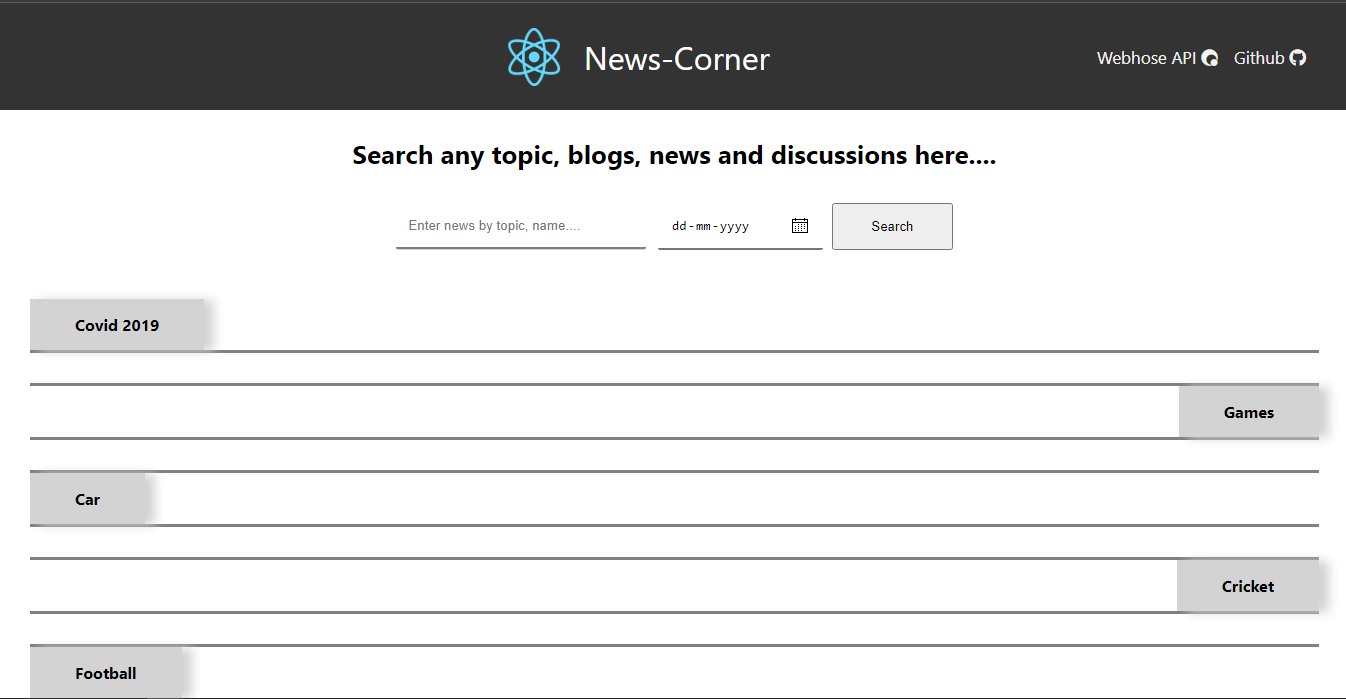 News-Corner
Webhose API Github
Search any topic, blogs, news and discussions here....
Enter news by topic, name.... dd-mm-yyyy Search
Covid 2019
Games
Car
Cricket
Football